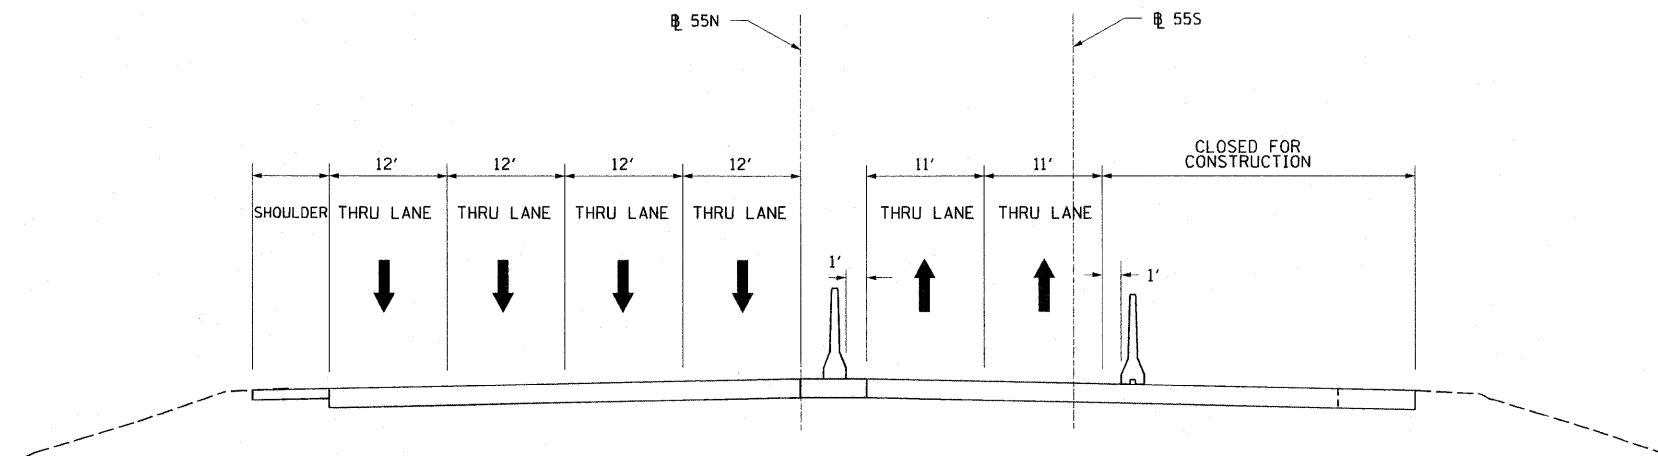 ℄ 55N
℄ 55S
CLOSED FOR
CONSTRUCTION
12' 12' 12' 12' 11' 11'
SHOULDER THRU LANE THRU LANE THRU LANE THRU LANE THRU LANE THRU LANE
1'
1'